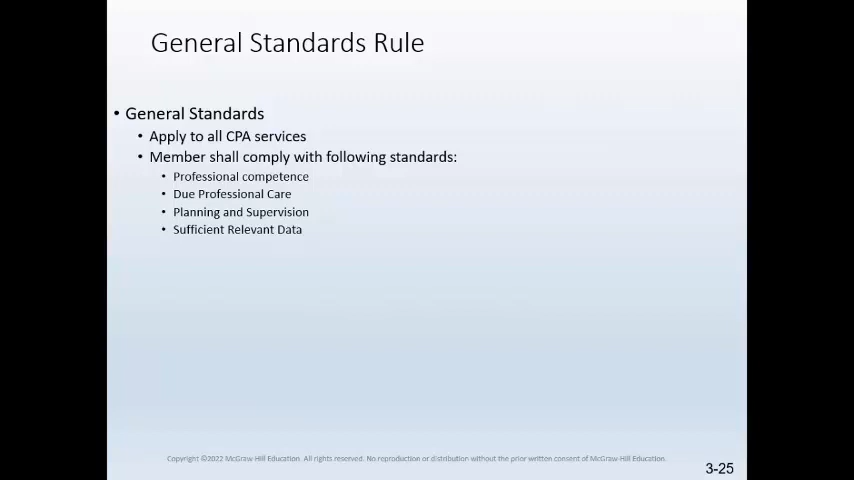 General Standards Rule
• General Standards
• Apply to all CPA services
• Member shall comply with following standards:
• Professional competence
• Due Professional Care
• Planning and Supervision
• Sufficient Relevant Data
Copyright ©2022 McGraw Hill Education. All rights reserved. No reproduction or distribution without the prior written consent of McGraw Hill Education.
3-25